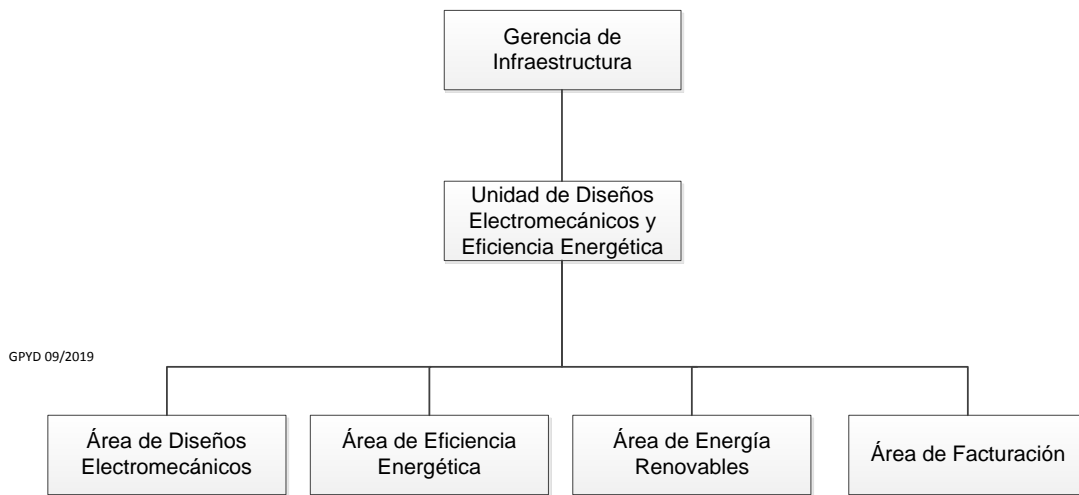 Gerencia de
Infraestructura
Unidad de Diseños
Electromecánicos y
Eficiencia Energética
GPYD 09/2019
Área de Diseños
Electromecánicos
Área de Eficiencia
Energética
Área de Energía
Renovables
Área de Facturación